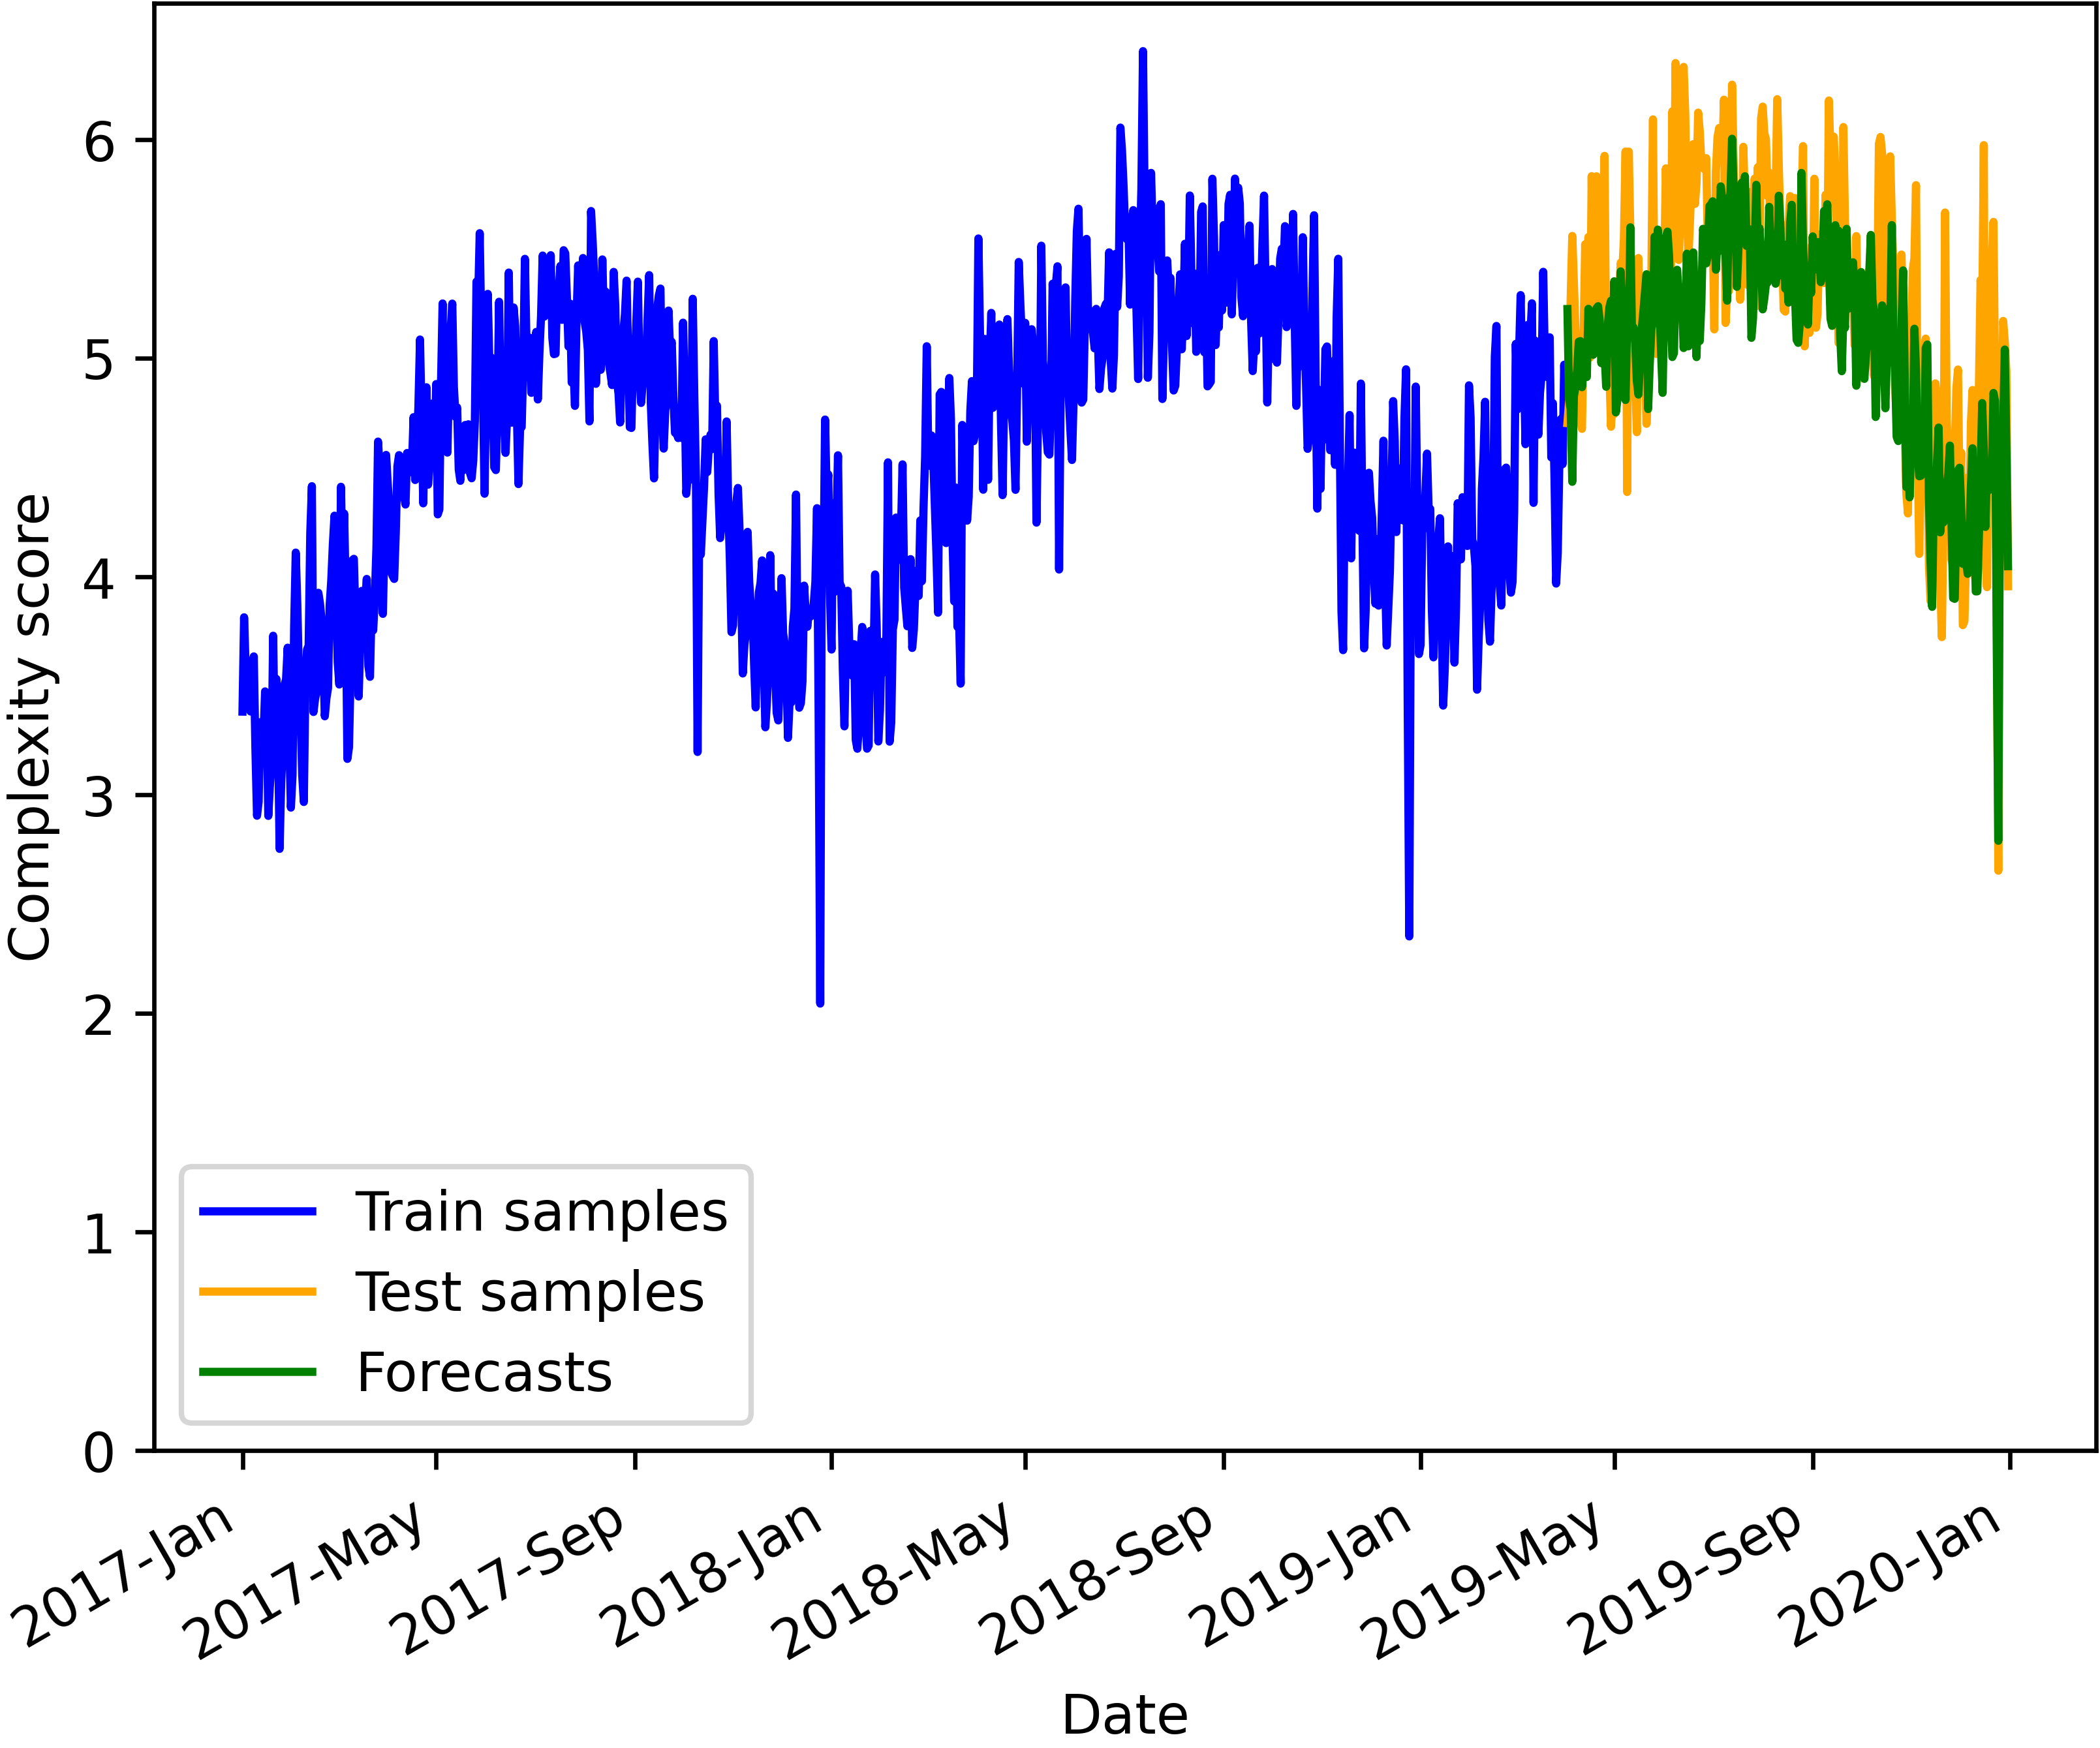 Complexity score
6
5
4
3
2
1
0
Train samples
Test samples
Forecasts
2017-Jan
2017-May
2017-Sep
2018-Jan
2018-May
2018-Sep
2019-Jan
2019-May
2019-Sep
2020-Jan
Date